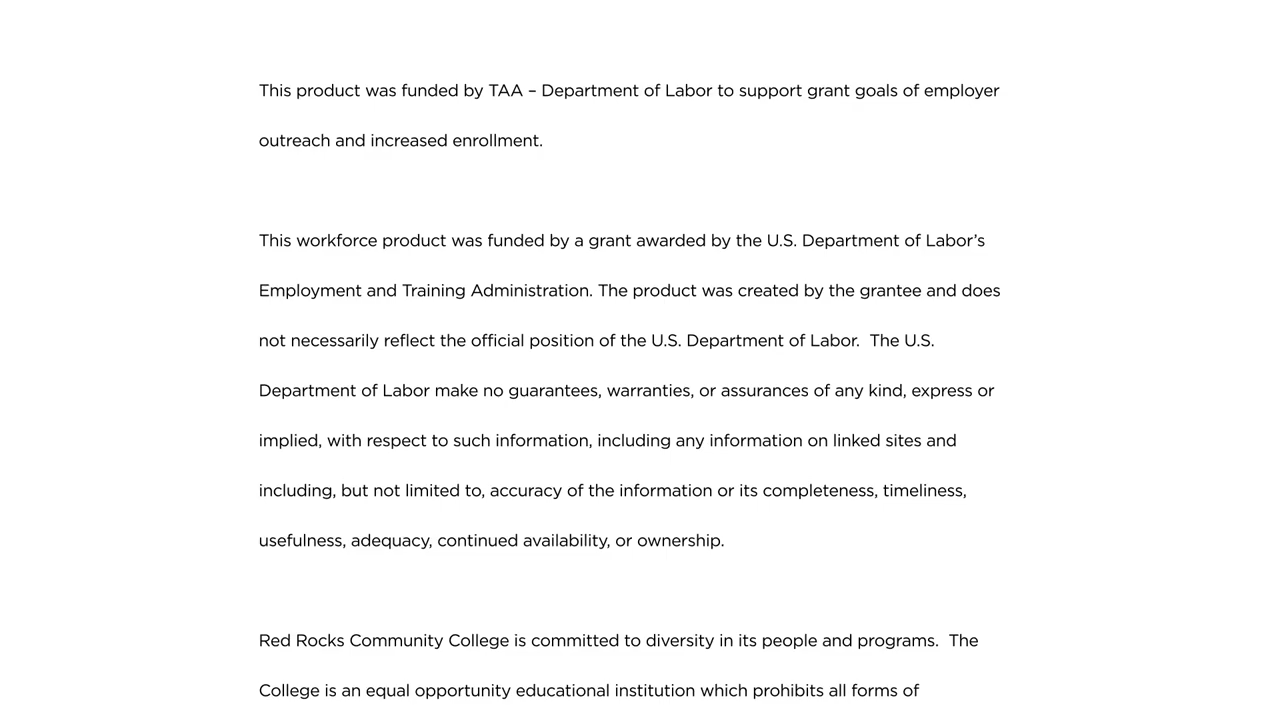 This product was funded by TAA – Department of Labor to support grant goals of employer
outreach and increased enrollment.
This workforce product was funded by a grant awarded by the U.S. Department of Labor’s
Employment and Training Administration. The product was created by the grantee and does
not necessarily reflect the official position of the U.S. Department of Labor.  The U.S.
Department of Labor make no guarantees, warranties, or assurances of any kind, express or
implied, with respect to such information, including any information on linked sites and
including, but not limited to, accuracy of the information or its completeness, timeliness,
usefulness, adequacy, continued availability, or ownership.
Red Rocks Community College is committed to diversity in its people and programs.  The
College is an equal opportunity educational institution which prohibits all forms of